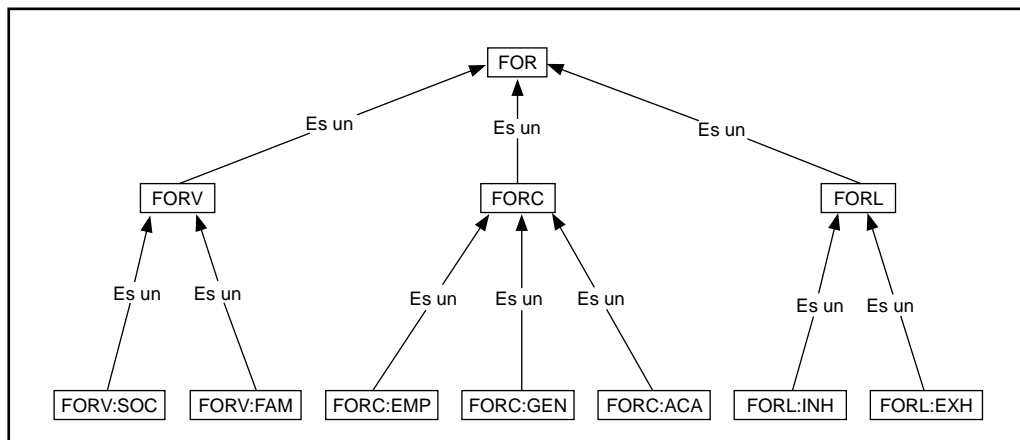 FOR
Es un Es un Es un
FORV FORC FORL
Es un Es un Es un Es un Es un Es un Es un
FORV:SOC FORV:FAM FORC:EMP FORC:GEN FORC:ACA FORL:INH FORL:EXH